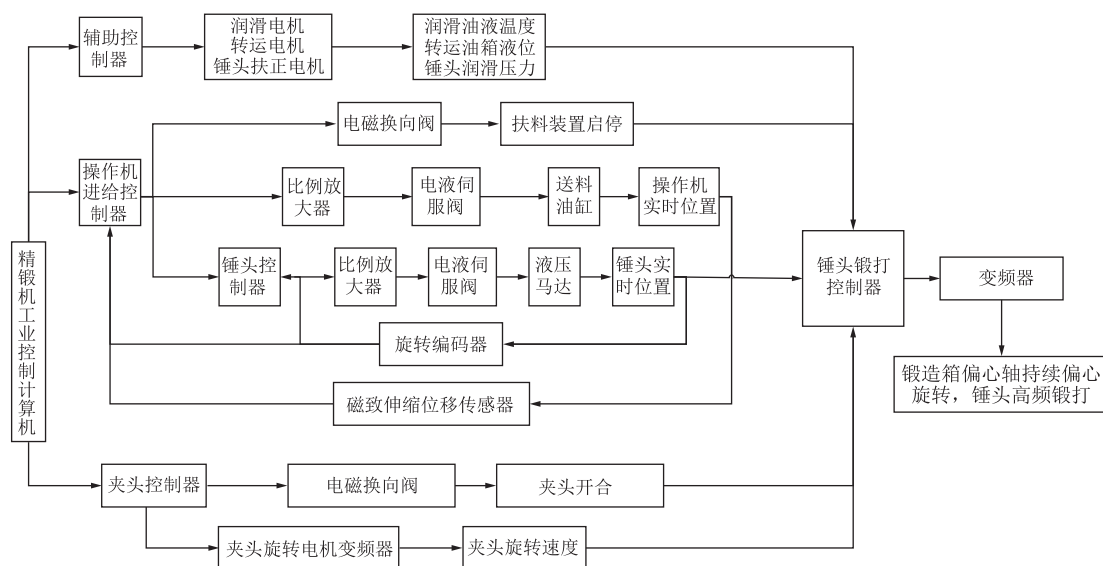 辅助控
制器
润滑电机
转运电机
锤头扶正电机
润滑油液温度
转运油箱液位
锤头润滑压力
电磁换向阀
扶料装置启停
操作机
进给控
制器
比例放
大器
电液伺
服阀
送料
油缸
操作机
实时位置
精锻机工业控制计算机
锤头控
制器
比例放
大器
电液伺
服阀
液压
马达
锤头实
时位置
锤头锻打
控制器
变频器
旋转编码器
锻造箱偏心轴持续偏心
旋转，锤头高频锻打
磁致伸缩位移传感器
夹头控制器
电磁换向阀
夹头开合
夹头旋转电机变频器
夹头旋转速度